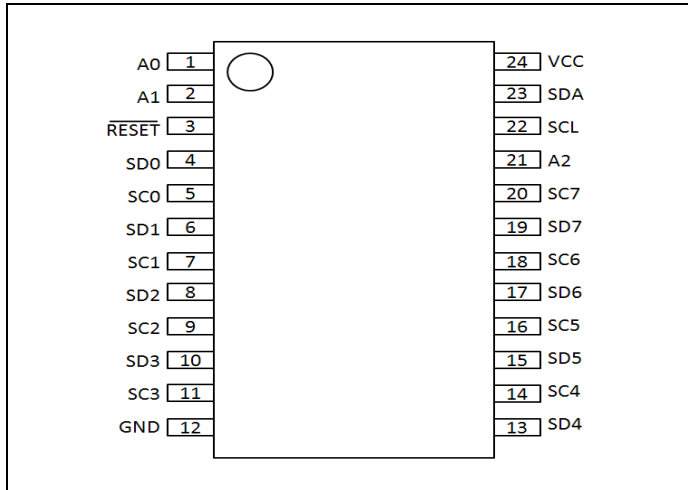 A0 1 24 VCC
A1 2 23 SDA
RESET 3 22 SCL
SD0 4 21 A2
SC0 5 20 SC7
SD1 6 19 SD7
SC1 7 18 SC6
SD2 8 17 SD6
SC2 9 16 SC5
SD3 10 15 SD5
SC3 11 14 SC4
GND 12 13 SD4